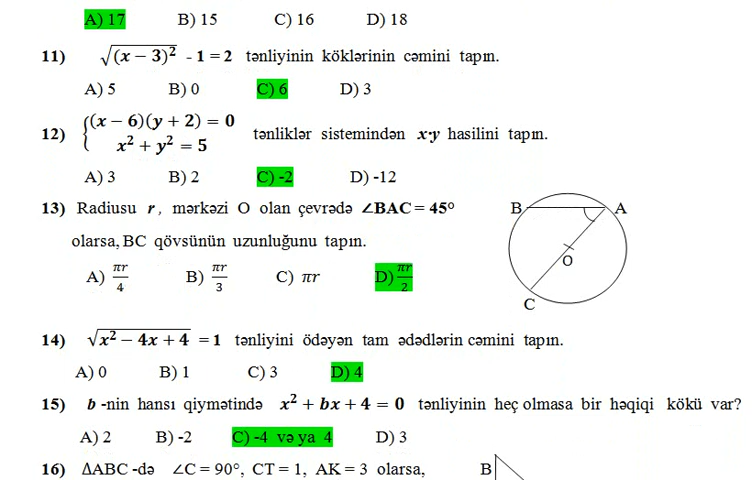 A) 17 B) 15 C) 16 D) 18
11) √(x − 3)² - 1 = 2 tənliyinin köklərinin cəmini tapın.
A) 5 B) 0 C) 6 D) 3
12) {(x − 6)(y + 2) = 0
x² + y² = 5 tənliklər sistemindən x·y hasilini tapın.
A) 3 B) 2 C) -2 D) -12
13) Radiusu r, mərkəzi O olan çevrədə ∠BAC = 45⁰
olarsa, BC qövsünün uzunluğunu tapın.
A) πr/4 B) πr/3 C) πr D) πr/2
B A
O
C
14) √x² − 4x + 4 = 1 tənliyini ödəyən tam ədədlərin cəmini tapın.
A) 0 B) 1 C) 3 D) 4
15) b -nin hansı qiymətində x² + bx + 4 = 0 tənliyinin heç olmasa bir həqiqi kökü var?
A) 2 B) -2 C) -4 və ya 4 D) 3
16) ΔABC -də ∠C = 90°, CT = 1, AK = 3 olarsa, B